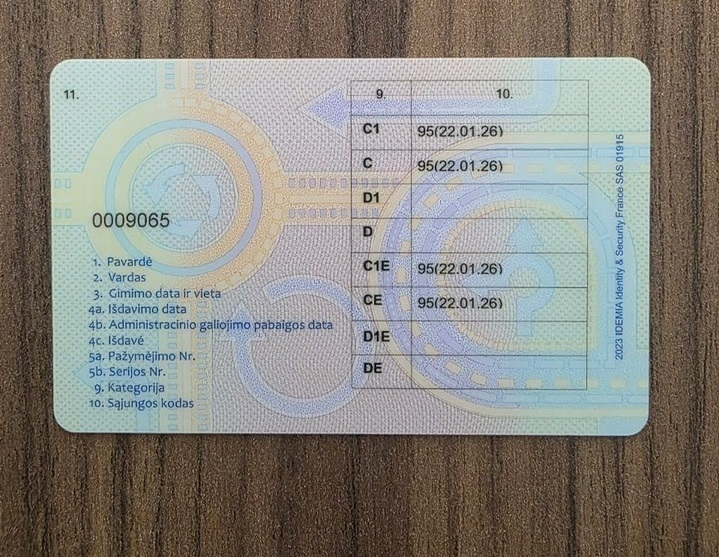 11.
0009065
1. Pavardė
2. Vardas
3. Gimimo data ir vieta
4a. Išdavimo data
4b. Administracinio galiojimo pabaigos data
4c. Išdavė
5a. Pažymėjimo Nr.
5b. Serijos Nr.
9. Kategorija
10. Sąjungos kodas
9. 10.
C1 95(22.01.26)
C 95(22.01.26)
D1
D
C1E 95(22.01.26)
CE 95(22.01.26)
D1E
DE
2023 IDEMIA Identity & Security France SAS 01915